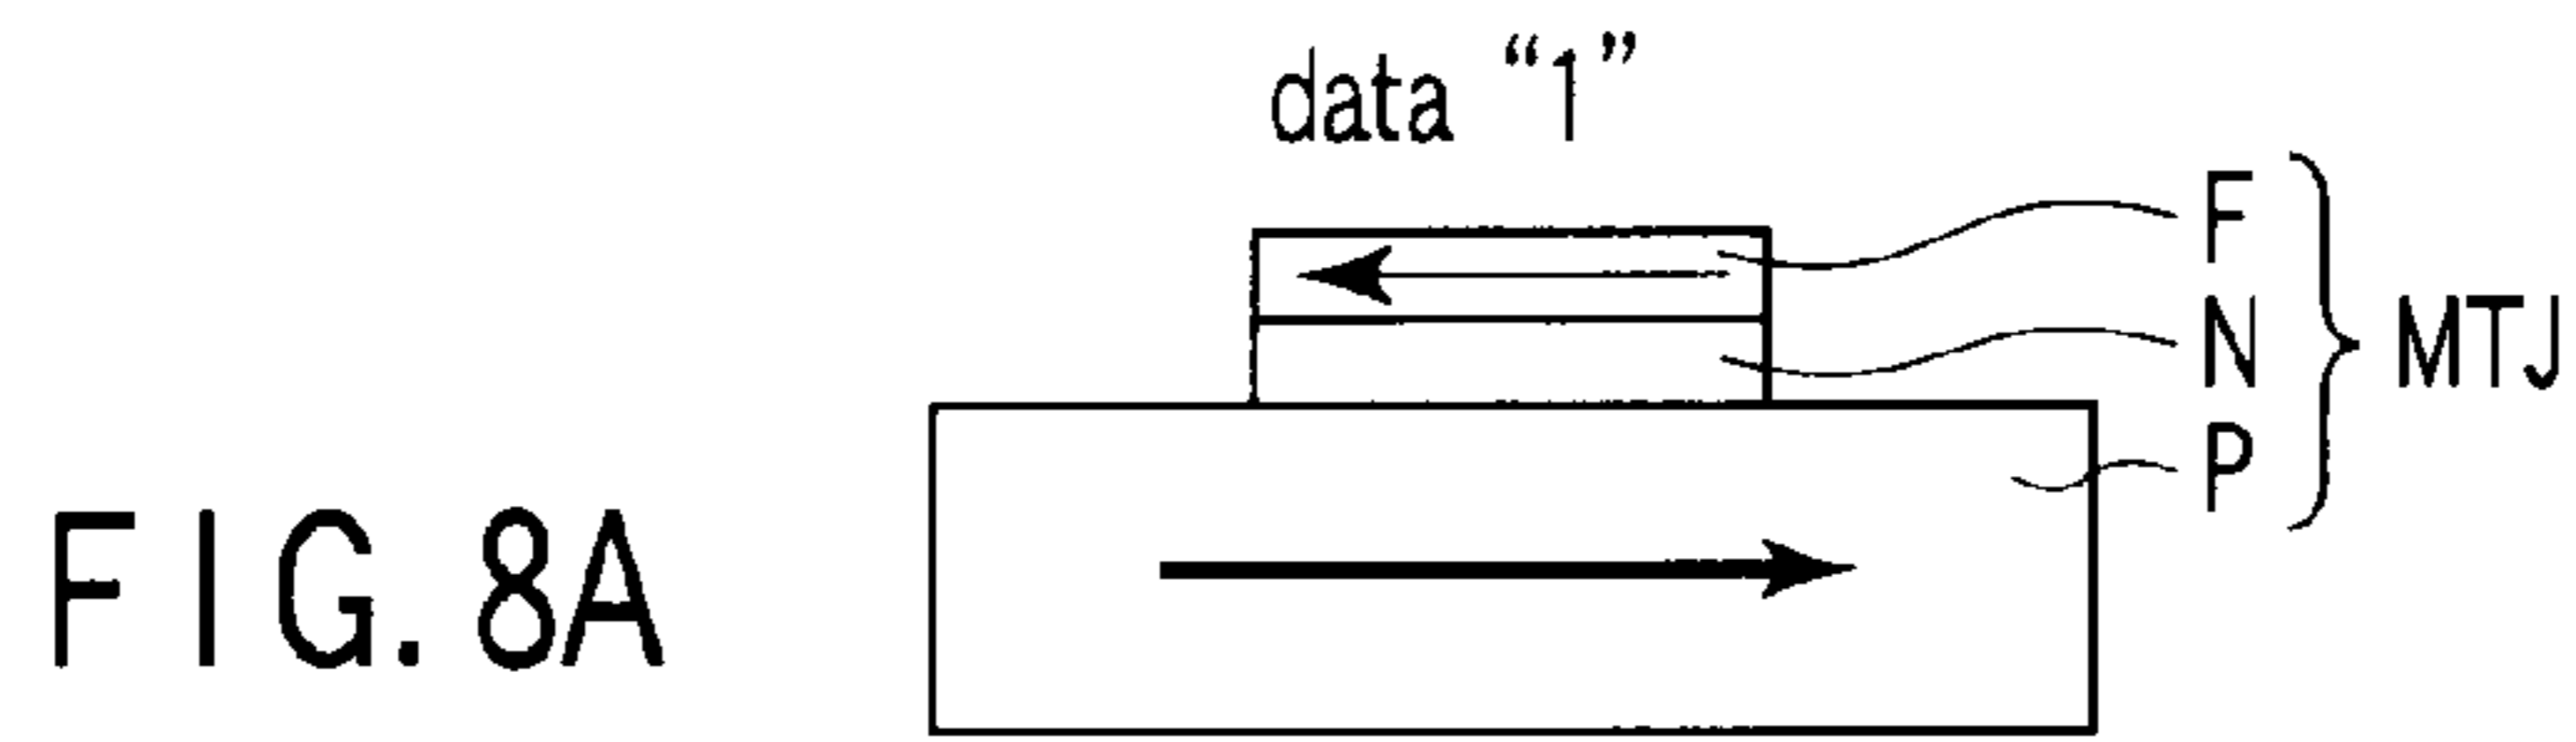 data “1”
F
N
P
MTJ
FIG. 8A